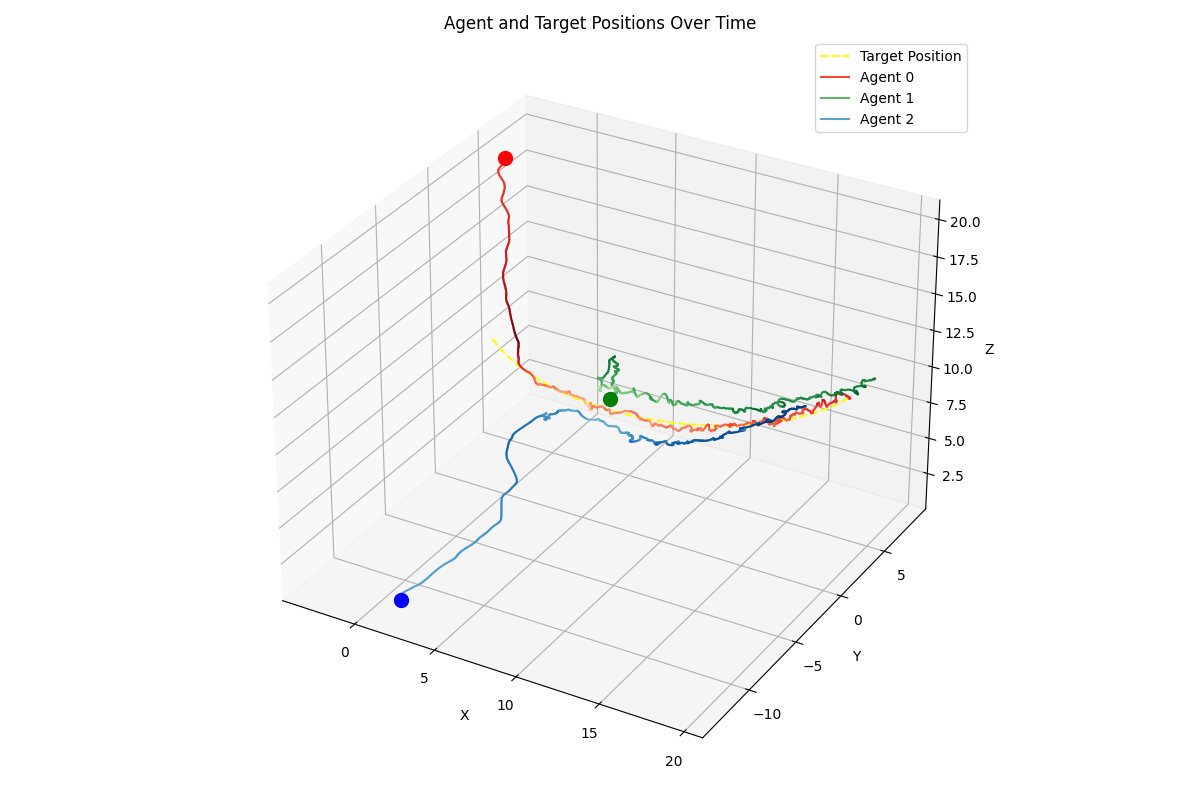 Agent and Target Positions Over Time
Target Position
Agent 0
Agent 1
Agent 2
20.0
17.5
15.0
12.5
Z
10.0
7.5
5.0
2.5
5
0
Y
−5
−10
0
5
10
15
20
X